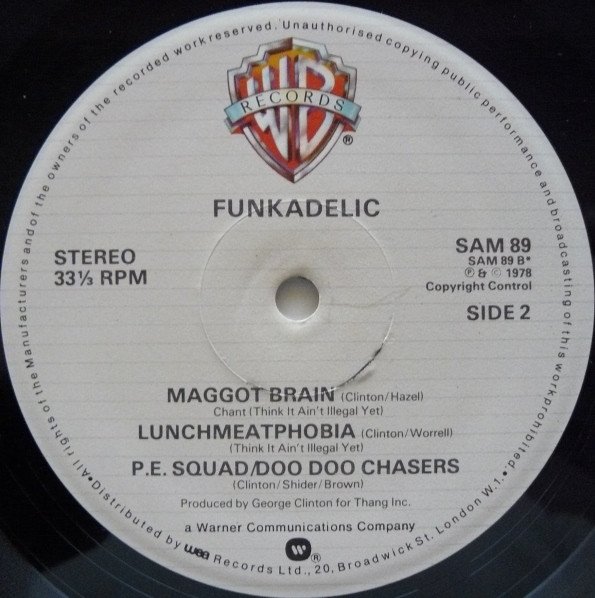 WB
RECORDS
®
FUNKADELIC
STEREO
33⅓ RPM
SAM 89
SAM 89 B*
℗ & © 1978
Copyright Control
SIDE 2
MAGGOT BRAIN (Clinton/Hazel)
Chant (Think It Ain't Illegal Yet)
LUNCHMEATPHOBIA (Clinton/Worrell)
(Think It Ain't Illegal Yet)
P.E. SQUAD/DOO DOO CHASERS
(Clinton/Shider/Brown)
Produced by George Clinton for Thang Inc.
a Warner Communications Company
®
All rights of the Manufacturers and of the owners of the recorded work reserved. Unauthorised copying public performance and broadcasting of this work prohibited.
•Distributed by wea Records Ltd., 20, Broadwick St. London W.1.•